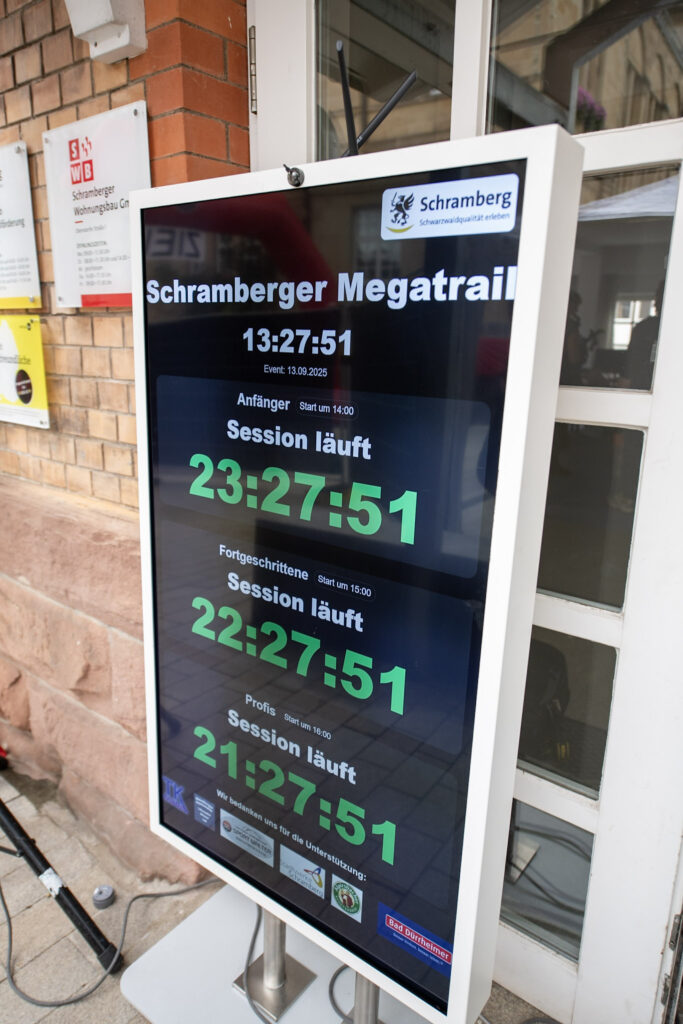 SWB
Schramberger
Wohnungsbau Gm
Schramberg
Schwarzwaldqualität erleben
Schramberger Megatrail
13:27:51
Event: 13.09.2025
Anfänger Start um 14:00
Session läuft
23:27:51
Fortgeschrittene Start um 15:00
Session läuft
22:27:51
Profis Start um 16:00
Session läuft
21:27:51
Wir bedanken uns für die Unterstützung:
Bad Dürrheimer